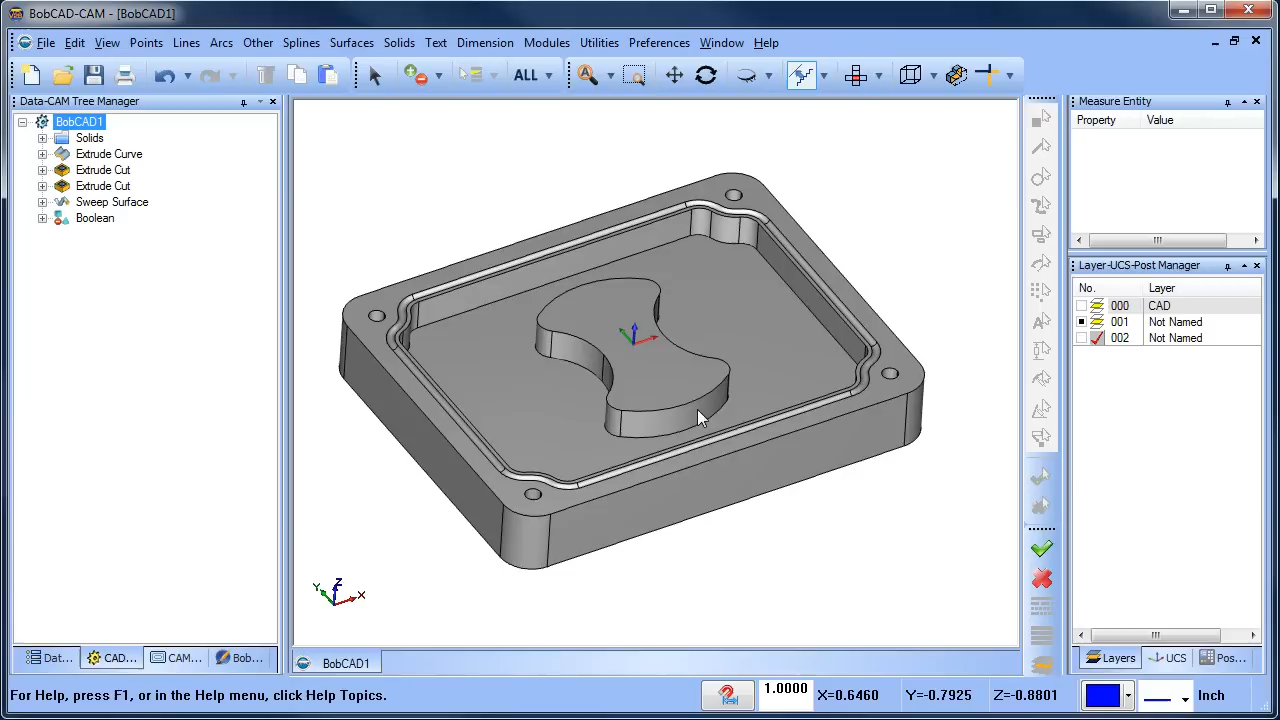 BobCAD-CAM - [BobCAD1]
File Edit View Points Lines Arcs Other Splines Surfaces Solids Text Dimension Modules Utilities Preferences Window Help
ALL
Data-CAM Tree Manager
BobCAD1
Solids
Extrude Curve
Extrude Cut
Extrude Cut
Sweep Surface
Boolean
Dat... CAD... CAM... Bob...
Y Z X
BobCAD1
Measure Entity
Property Value
Layer-UCS-Post Manager
No. Layer
000 CAD
001 Not Named
002 Not Named
Layers UCS Pos...
For Help, press F1, or in the Help menu, click Help Topics.
1.0000 X=0.6460 Y=-0.7925 Z=-0.8801 Inch